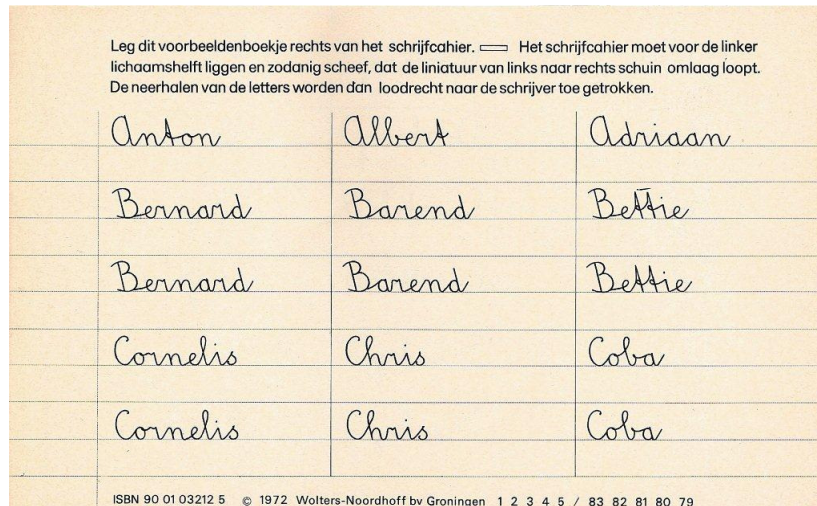 Leg dit voorbeeldenboekje rechts van het schrijfcahier. Het schrijfcahier moet voor de linker
lichaamshelft liggen en zodanig scheef, dat de liniatuur van links naar rechts schuin omlaag loopt.
De neerhalen van de letters worden dan loodrecht naar de schrijver toe getrokken.
Anton Albert Adriaan
Bernard Barend Bettie
Bernard Barend Bettie
Cornelis Chris Coba
Cornelis Chris Coba
ISBN 90 01 03212 5 © 1972 Wolters-Noordhoff bv Groningen 1 2 3 4 5 / 83 82 81 80 79